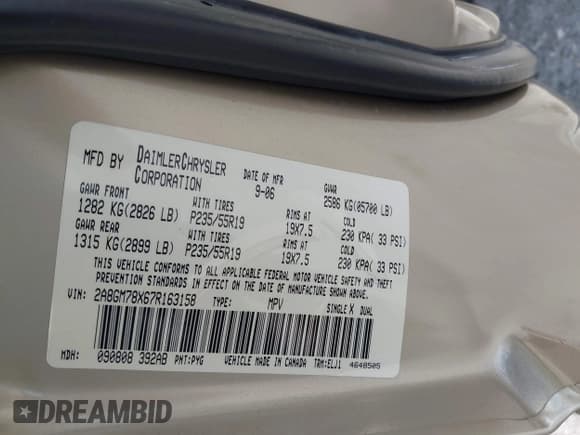 MFD BY DAIMLERCHRYSLER CORPORATION
DATE OF MFR 9-06
GVWR 2586 KG(05700 LB)
GAWR FRONT WITH TIRES RIMS AT COLD
1282 KG(2826 LB) P235/55R19 19X7.5 230 KPA( 33 PSI)
GAWR REAR WITH TIRES RIMS AT COLD
1315 KG(2899 LB) P235/55R19 19X7.5 230 KPA( 33 PSI)
THIS VEHICLE CONFORMS TO ALL APPLICABLE FEDERAL MOTOR VEHICLE SAFETY AND THEFT
PREVENTION STANDARDS IN EFFECT ON THE DATE OF MANUFACTURE SHOWN ABOVE.
VIN: 2A8GM78X67R163158 TYPE: MPV SINGLE X DUAL
MDH: 090808 392AB PNT:PYG VEHICLE MADE IN CANADA TRM:ELJ1 4648505
DREAMBID